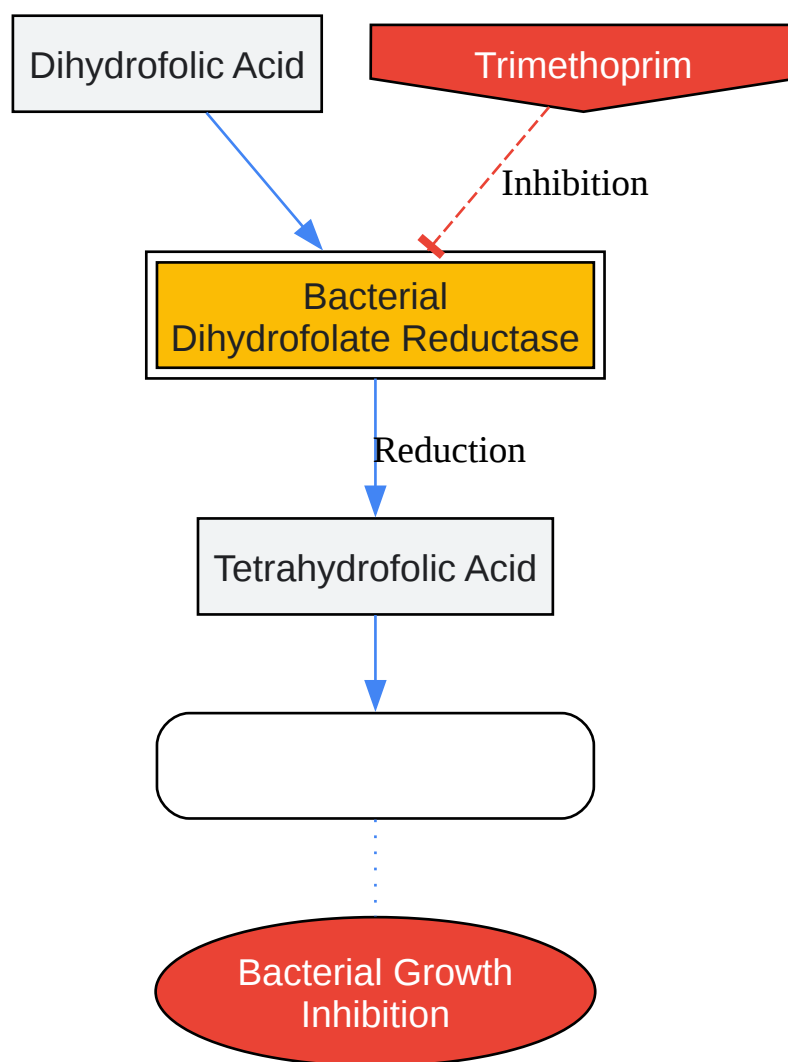 Dihydrofolic Acid
Trimethoprim
Inhibition
Bacterial
Dihydrofolate Reductase
Reduction
Tetrahydrofolic Acid
Bacterial Growth
Inhibition